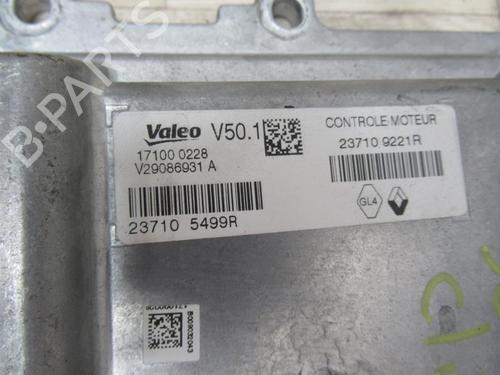 Valeo V50.1
17100 0228
V29086931 A
23710 5499R
CONTROLE MOTEUR
23710 9221R
GL4
B-PARTS